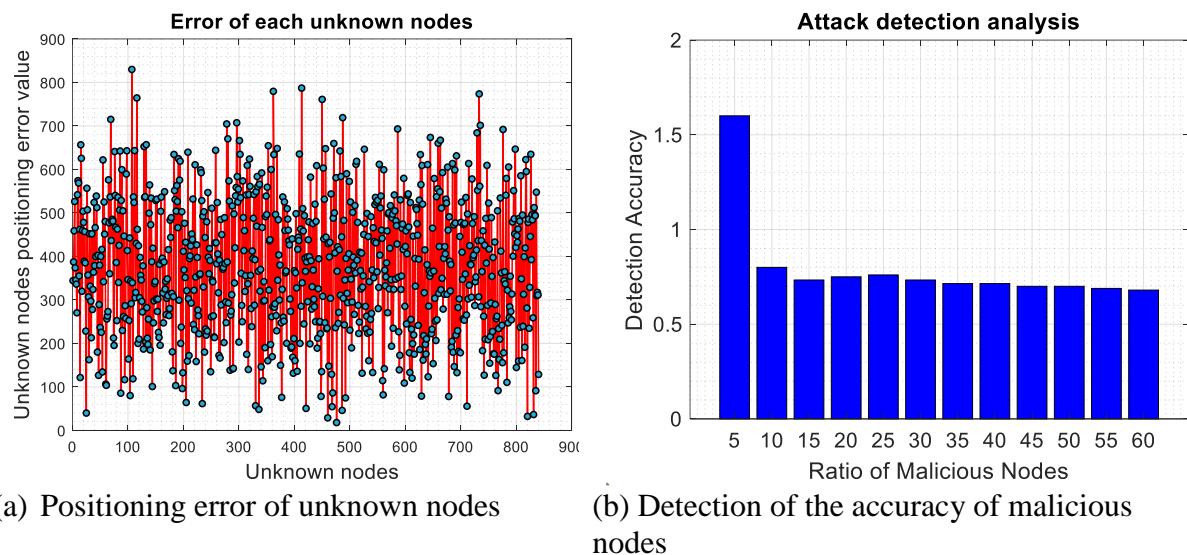 Error of each unknown nodes
900
800
700
600
500
400
300
200
100
0
Unknown nodes positioning error value
0 100 200 300 400 500 600 700 800 900
Unknown nodes
(a) Positioning error of unknown nodes
Attack detection analysis
2
1.5
1
0.5
0
Detection Accuracy
5 10 15 20 25 30 35 40 45 50 55 60
Ratio of Malicious Nodes
(b) Detection of the accuracy of malicious
nodes